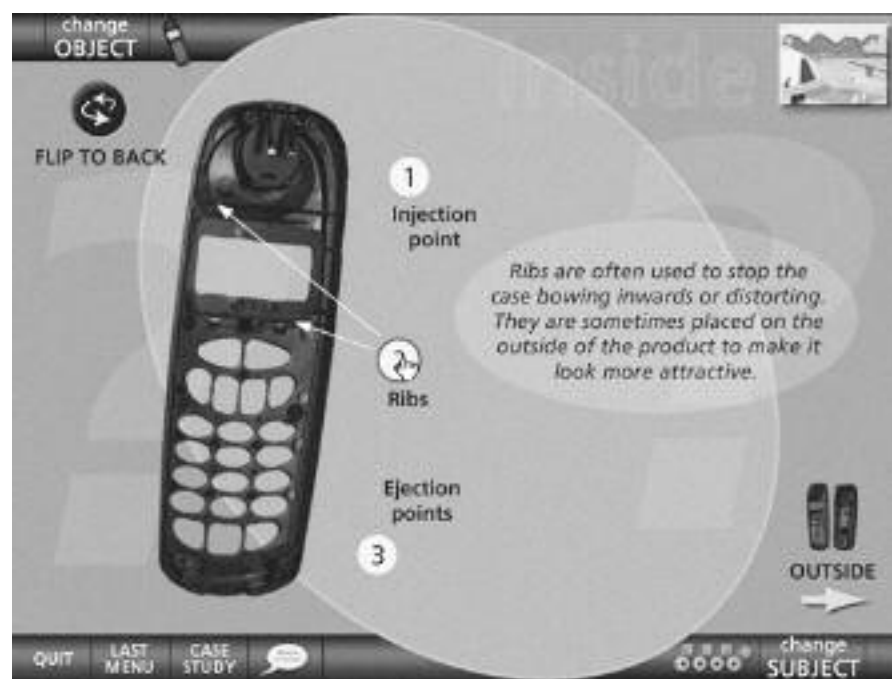 change
OBJECT
inside
FLIP TO BACK
1
Injection
point
Ribs are often used to stop the
case bowing inwards or distorting.
They are sometimes placed on the
outside of the product to make it
look more attractive.
2
Ribs
Ejection
points
3
OUTSIDE
QUIT
LAST
MENU
CASE
STUDY
change
SUBJECT